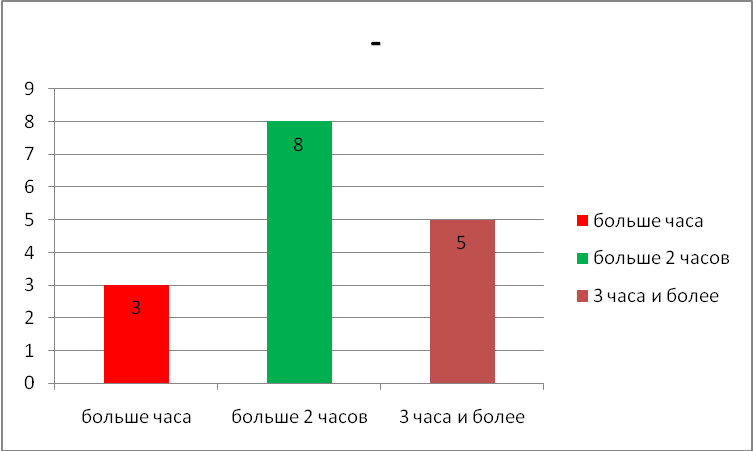 -
9
8
7
6
5
4
3
2
1
0
3
8
5
больше часа
больше 2 часов
3 часа и более
больше часа
больше 2 часов
3 часа и более